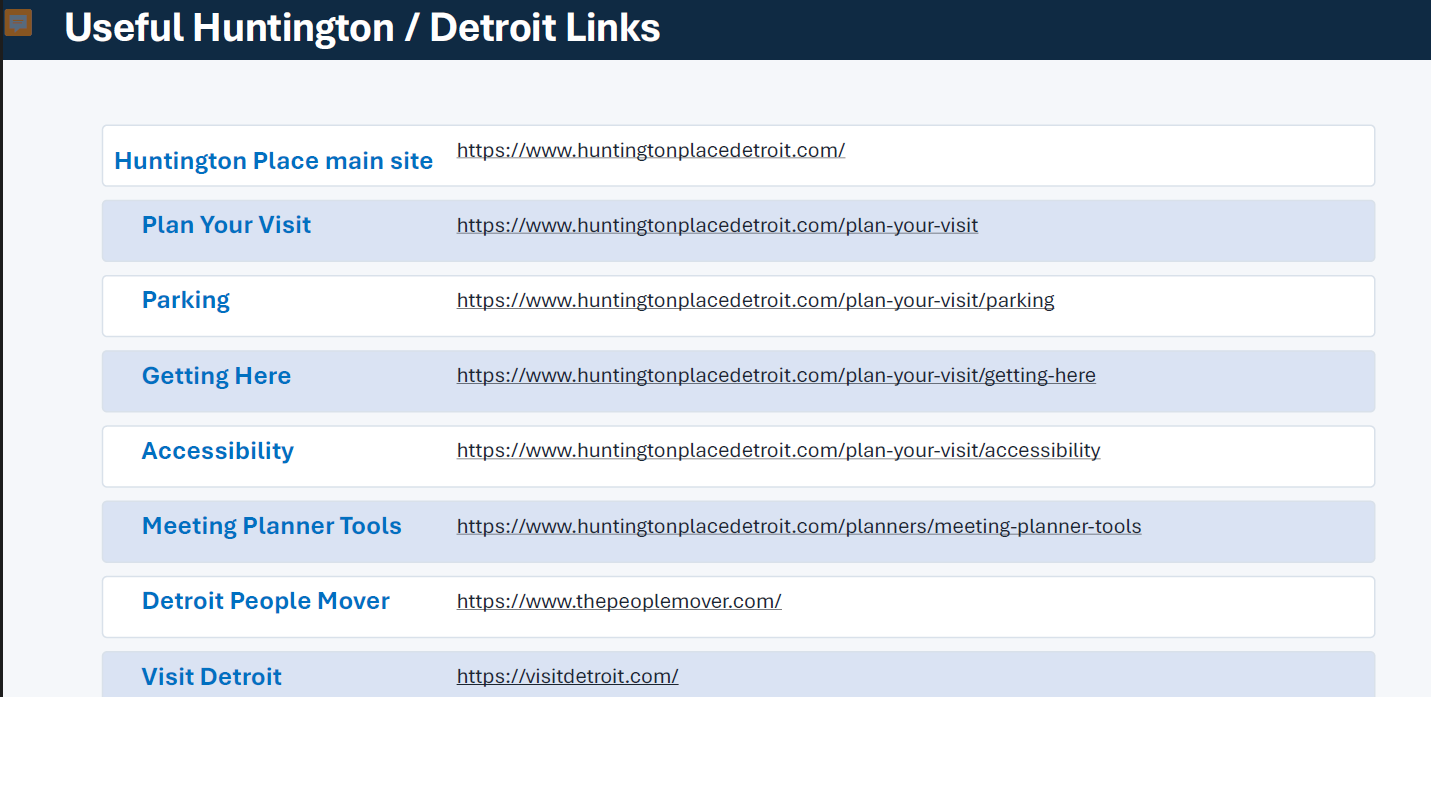 Useful Huntington / Detroit Links
Huntington Place main site https://www.huntingtonplacedetroit.com/
Plan Your Visit https://www.huntingtonplacedetroit.com/plan-your-visit
Parking https://www.huntingtonplacedetroit.com/plan-your-visit/parking
Getting Here https://www.huntingtonplacedetroit.com/plan-your-visit/getting-here
Accessibility https://www.huntingtonplacedetroit.com/plan-your-visit/accessibility
Meeting Planner Tools https://www.huntingtonplacedetroit.com/planners/meeting-planner-tools
Detroit People Mover https://www.thepeoplemover.com/
Visit Detroit https://visitdetroit.com/